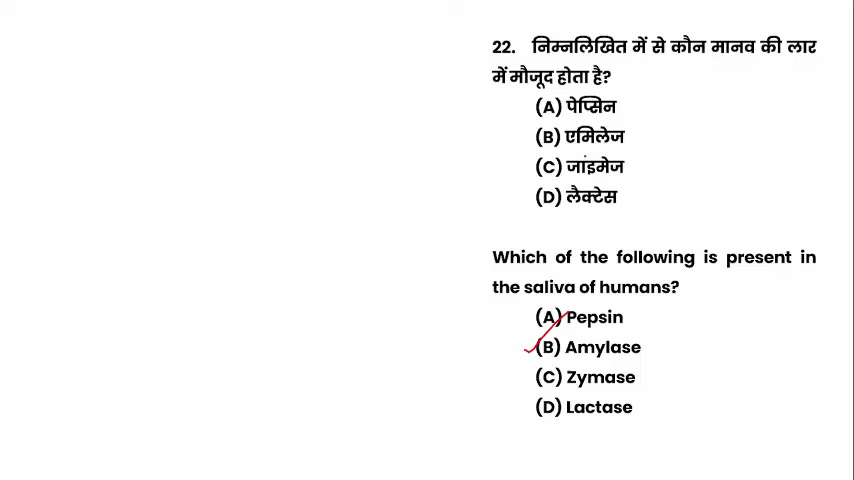 22. निम्नलिखित में से कौन मानव की लार
में मौजूद होता है?
(A) पेप्सिन
(B) एमिलेज
(C) जांइमेज
(D) लैक्टेस
Which of the following is present in
the saliva of humans?
(A) Pepsin
(B) Amylase
(C) Zymase
(D) Lactase